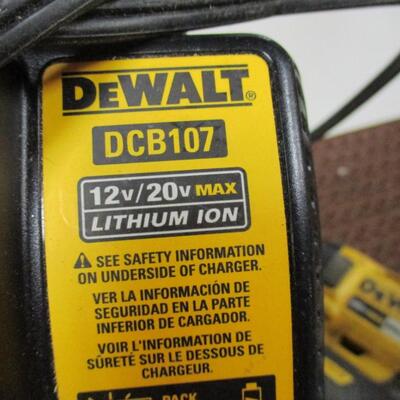 DEWALT®
DCB107
12V/20V MAX
LITHIUM ION
SEE SAFETY INFORMATION
ON UNDERSIDE OF CHARGER.
VER LA INFORMACIÓN DE
SEGURIDAD EN LA PARTE
INFERIOR DE CARGADOR.
VOIR L'INFORMATION DE
SÛRETÉ SUR LE DESSOUS DE
CHARGEUR.
PACK